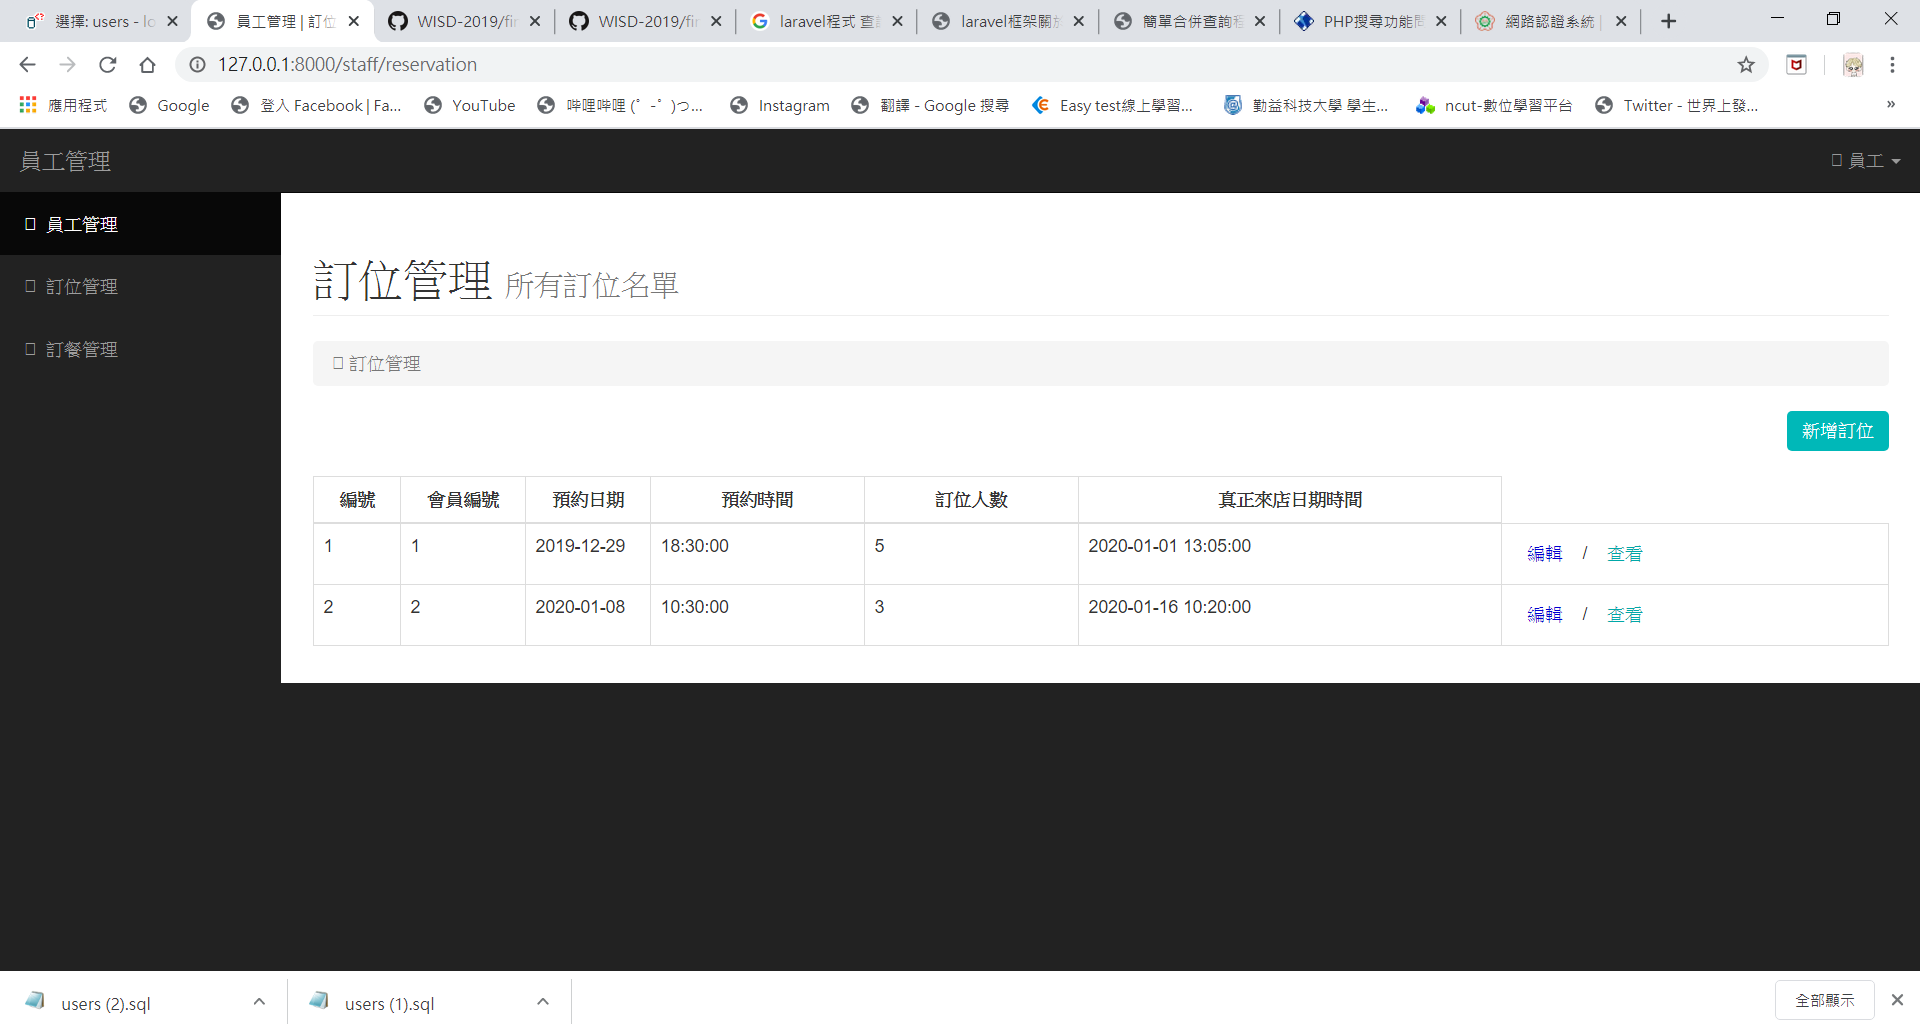 選擇: users - lo
員工管理 | 訂位
WISD-2019/fin
WISD-2019/fin
laravel程式 查
laravel框架關
簡單合併查詢
PHP搜尋功能
網路認證系統 |
127.0.0.1:8000/staff/reservation
應用程式
Google
登入 Facebook | Fa...
YouTube
嗶哩嗶哩 (゜-゜)つ...
Instagram
翻譯 - Google 搜尋
Easy test線上學習...
勤益科技大學 學生...
ncut-數位學習平台
Twitter - 世界上發...
»
員工管理
員工
員工管理
訂位管理
訂餐管理
訂位管理 所有訂位名單
訂位管理
新增訂位
編號 會員編號 預約日期 預約時間 訂位人數 真正來店日期時間
1 1 2019-12-29 18:30:00 5 2020-01-01 13:05:00 編輯 / 查看
2 2 2020-01-08 10:30:00 3 2020-01-16 10:20:00 編輯 / 查看
users (2).sql
users (1).sql
全部顯示